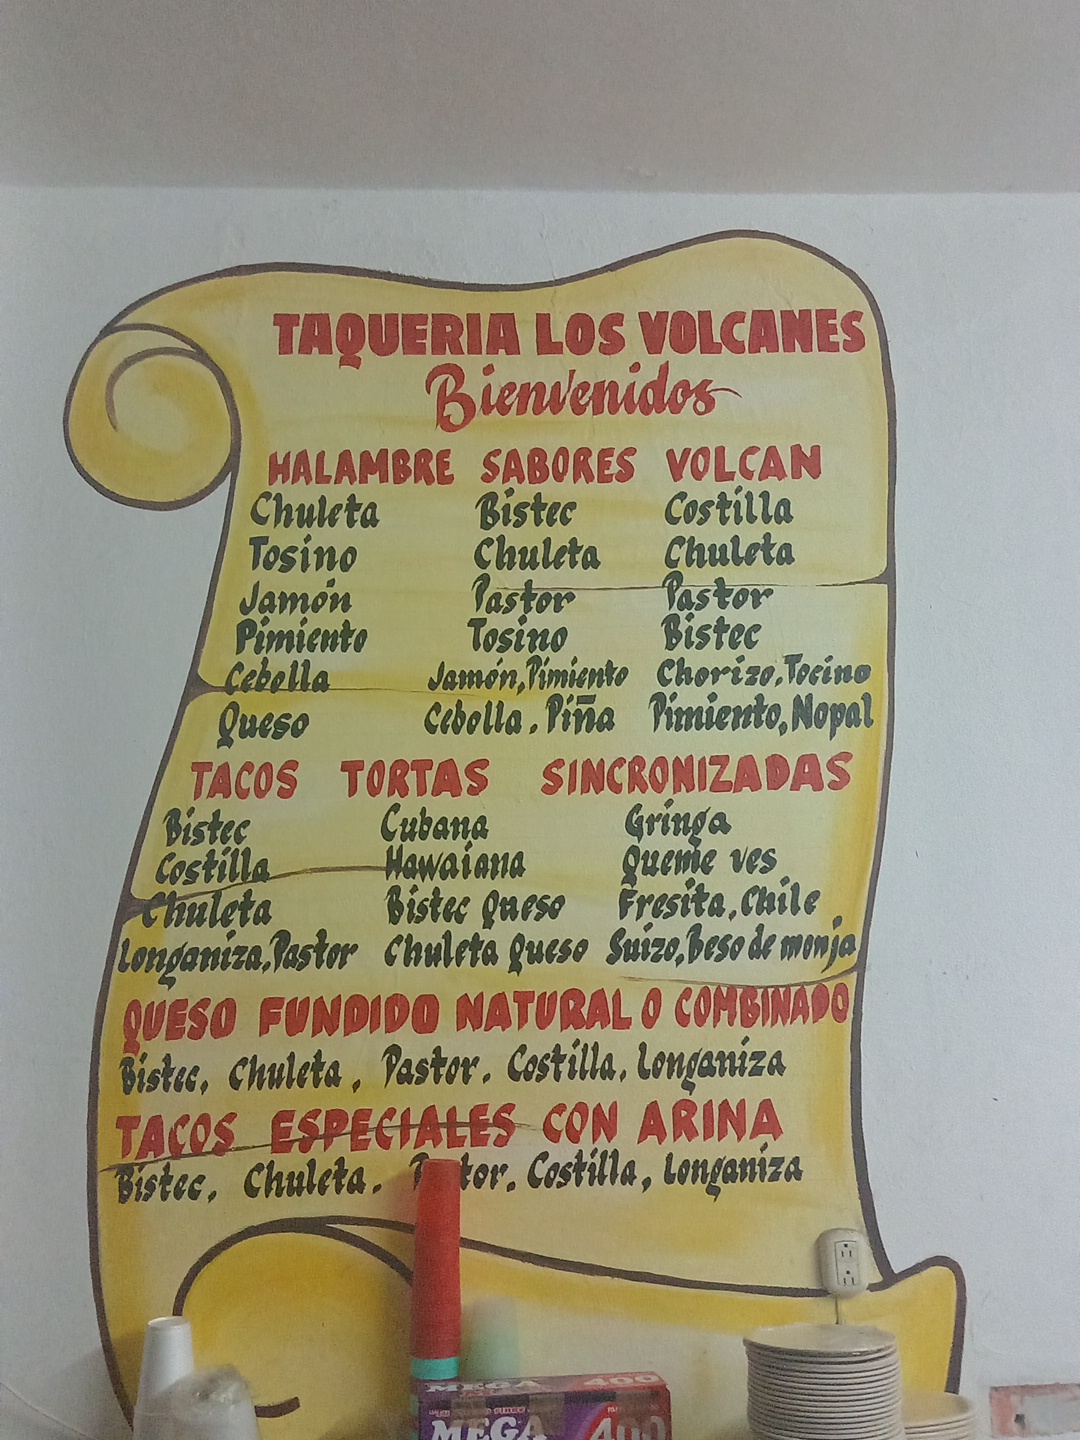 TAQUERIA LOS VOLCANES
Bienvenidos
HALAMBRE SABORES VOLCAN
Chuleta Bistec Costilla
Tosino Chuleta Chuleta
Jamón Pastor Pastor
Pimiento Tosino Bistec
Cebolla Jamón, Pimiento Chorizo, Tocino
Queso Cebolla, Piña Pimiento, Nopal
TACOS TORTAS SINCRONIZADAS
Bistec Cubana Gringa
Costilla Hawaiana Queme ves
Chuleta Bistec Queso Fresita, Chile
Longaniza, Pastor Chuleta Queso Suizo, Beso de monja
QUESO FUNDIDO NATURAL O COMBINADO
Bistec, Chuleta, Pastor, Costilla, Longaniza
TACOS ESPECIALES CON ARINA
Bistec, Chuleta, tor, Costilla, Longaniza
MEGA 400
MEGA 400